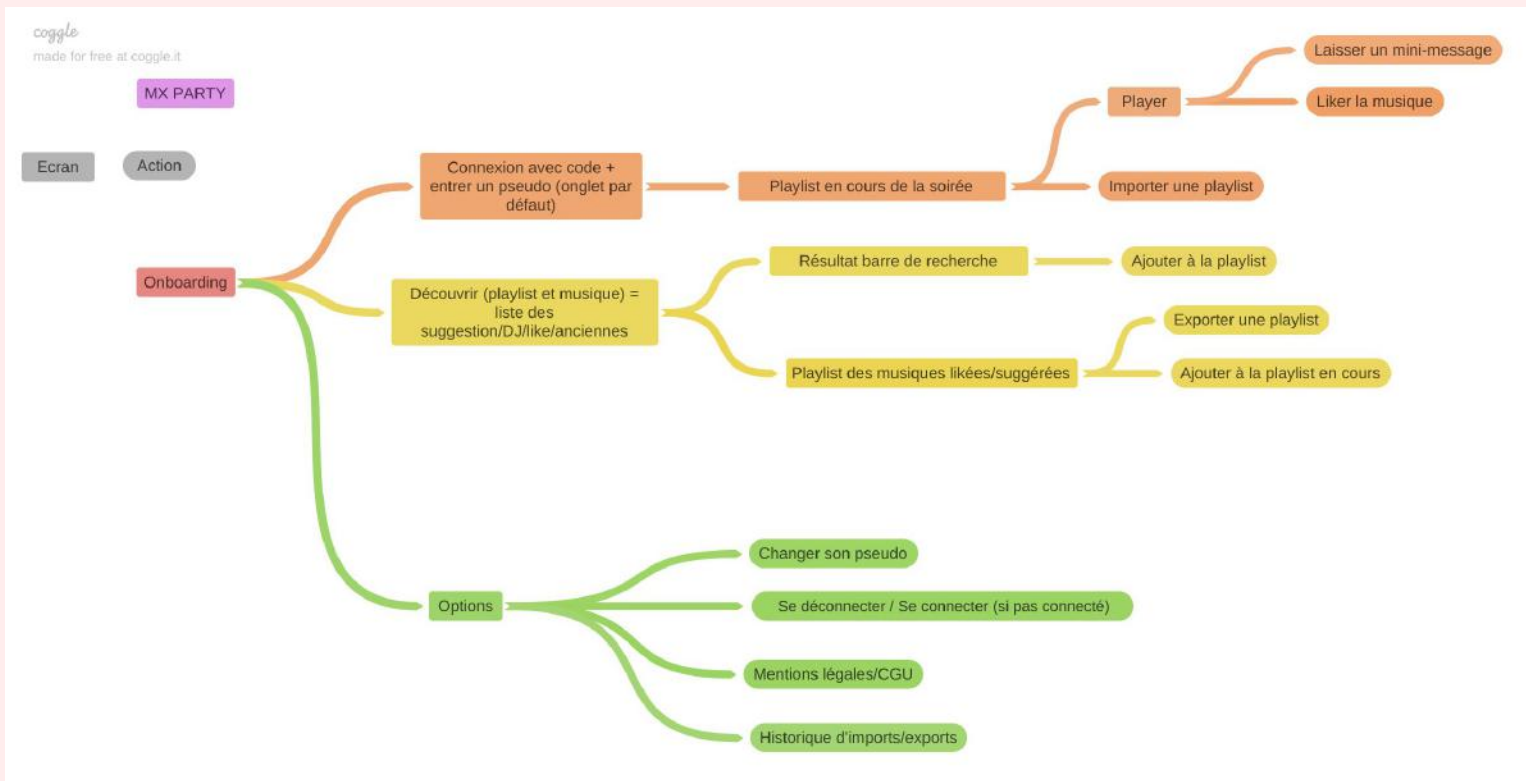 coggle
made for free at coggle.it
MX PARTY
Ecran
Action
Onboarding
Connexion avec code +
entrer un pseudo (onglet par
défaut)
Playlist en cours de la soirée
Player
Laisser un mini-message
Liker la musique
Importer une playlist
Découvrir (playlist et musique) =
liste des
suggestion/DJ/like/anciennes
Résultat barre de recherche
Ajouter à la playlist
Playlist des musiques likées/suggérées
Exporter une playlist
Ajouter à la playlist en cours
Options
Changer son pseudo
Se déconnecter / Se connecter (si pas connecté)
Mentions légales/CGU
Historique d'imports/exports